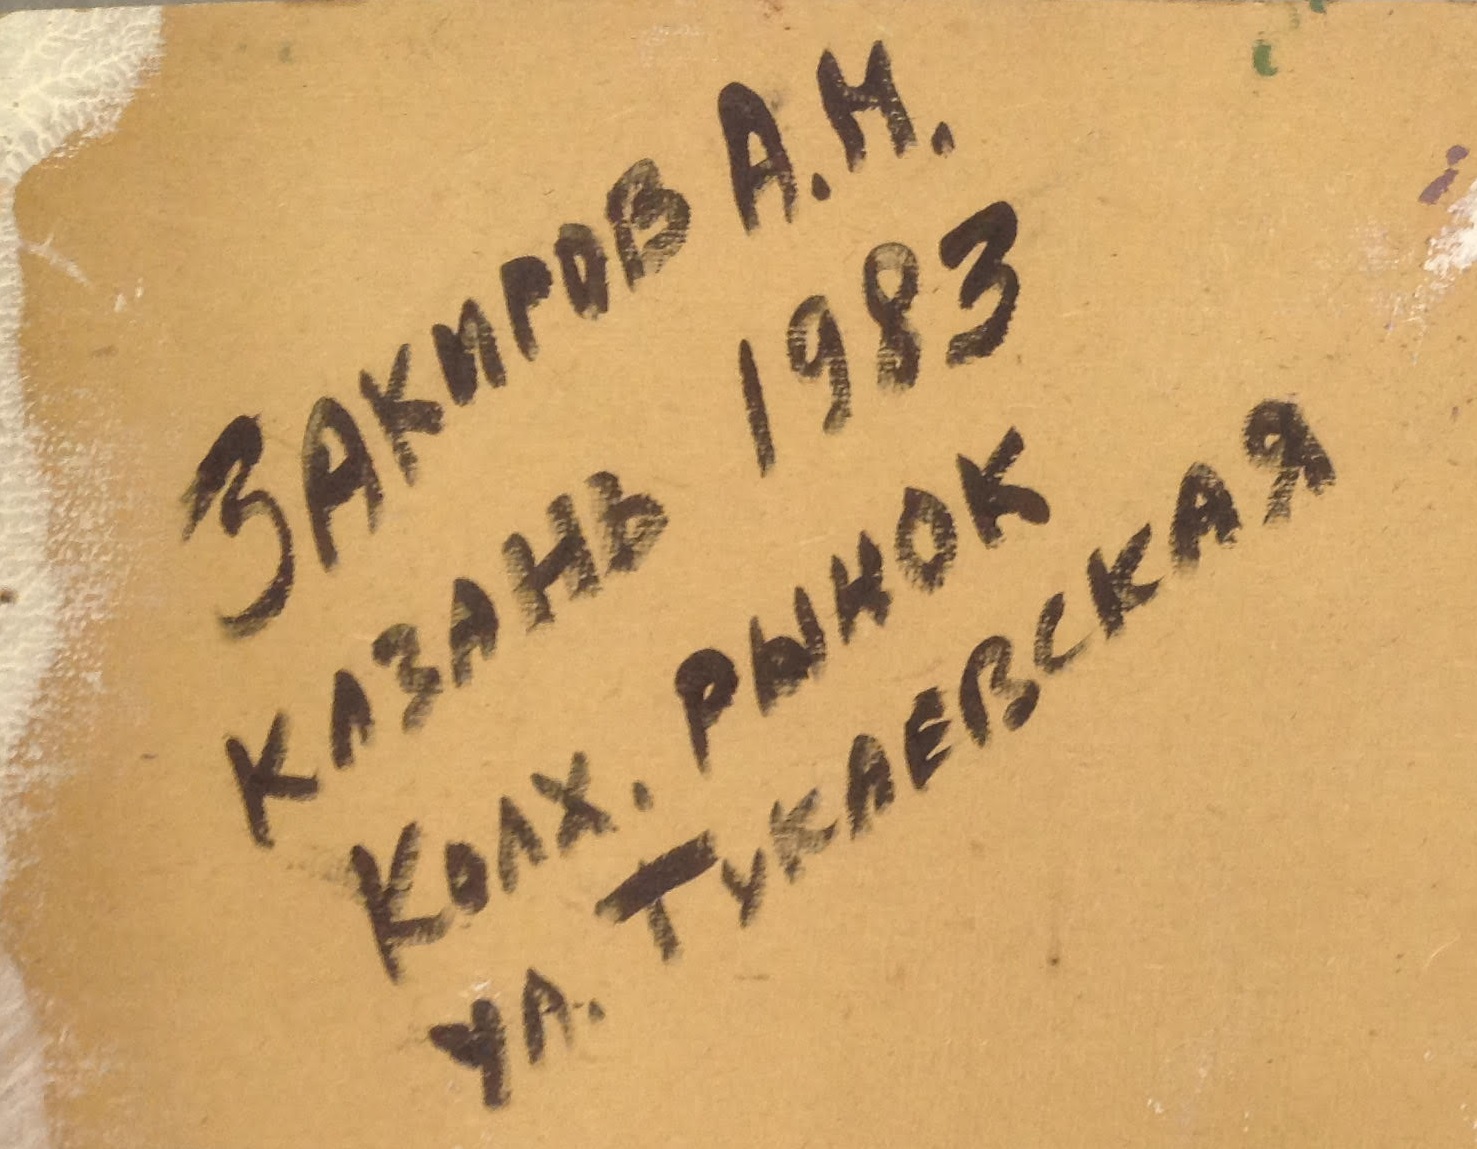 ЗАКИРОВ А.Н.
КАЗАНЬ 1983
КОЛХ. РЫНОК
УЛ. ТУКАЕВСКАЯ